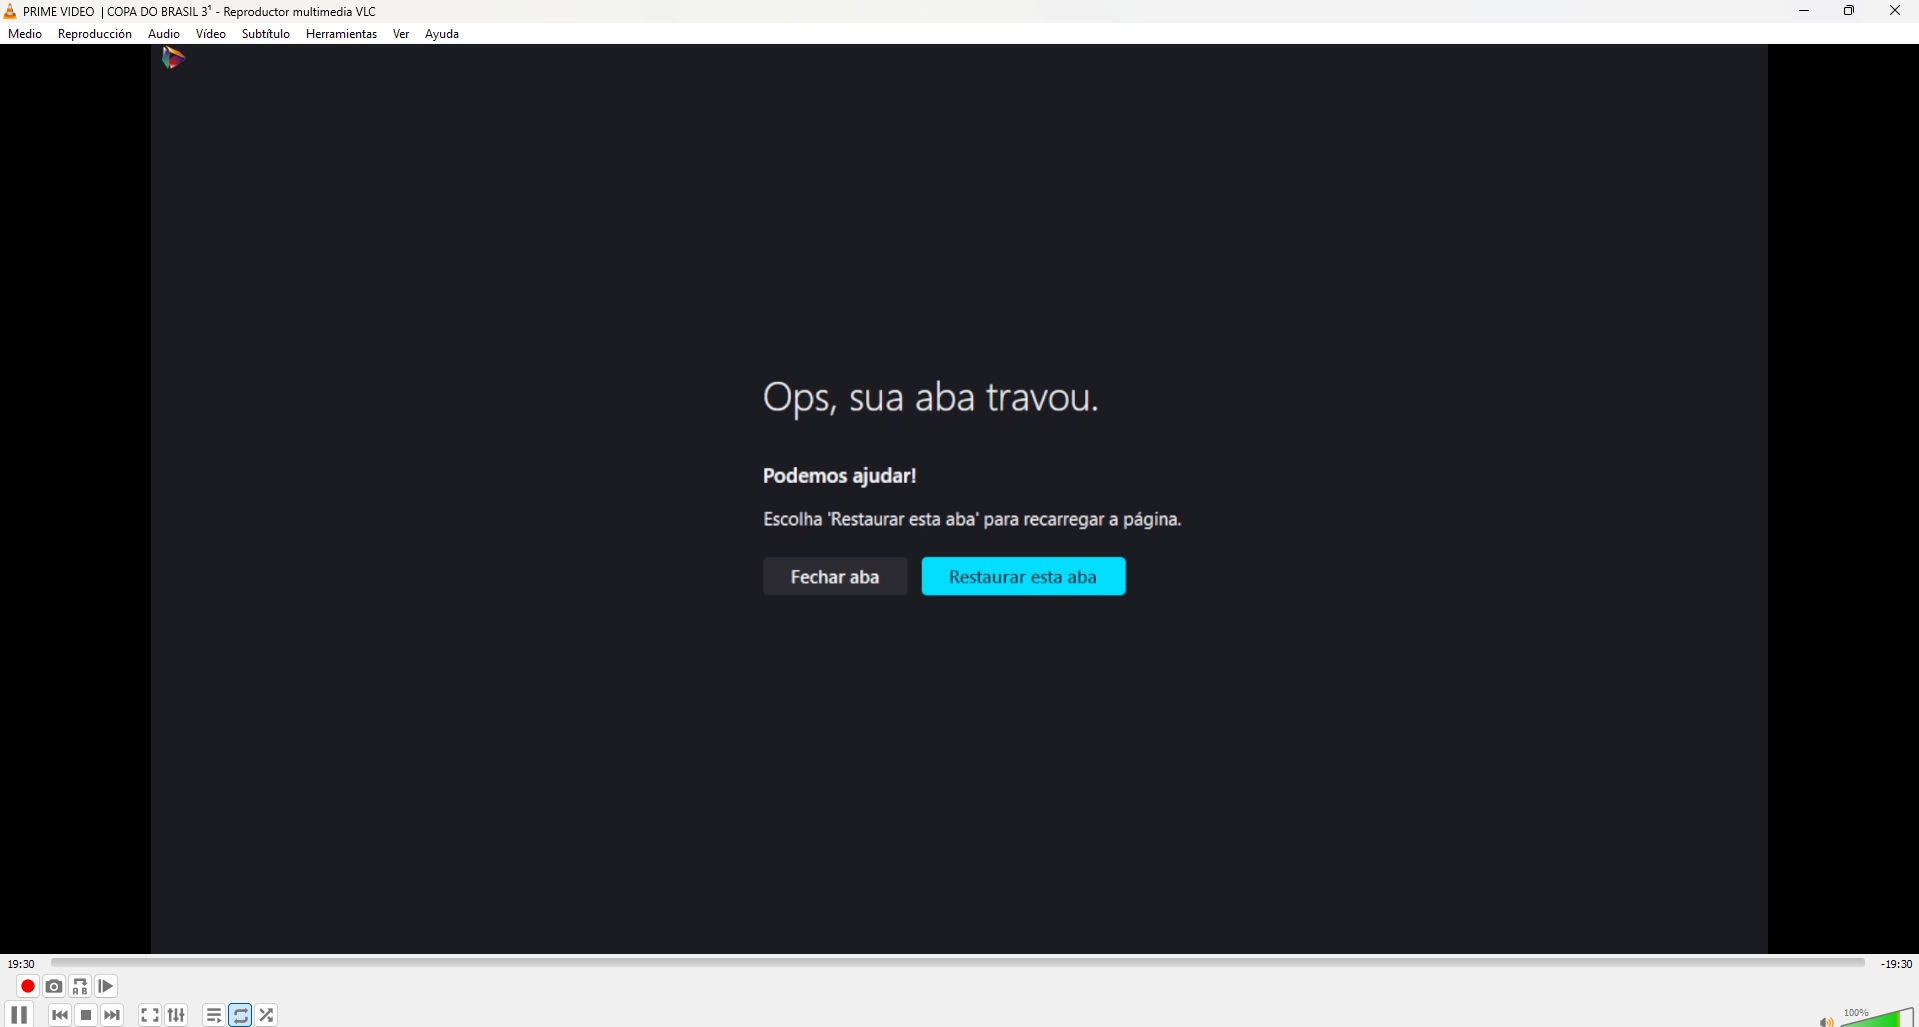 PRIME VIDEO | COPA DO BRASIL 3¹ - Reproductor multimedia VLC
Medio Reproducción Audio Vídeo Subtítulo Herramientas Ver Ayuda
Ops, sua aba travou.
Podemos ajudar!
Escolha 'Restaurar esta aba' para recarregar a página.
Fechar aba Restaurar esta aba
19:30 -19:30
A B
100%